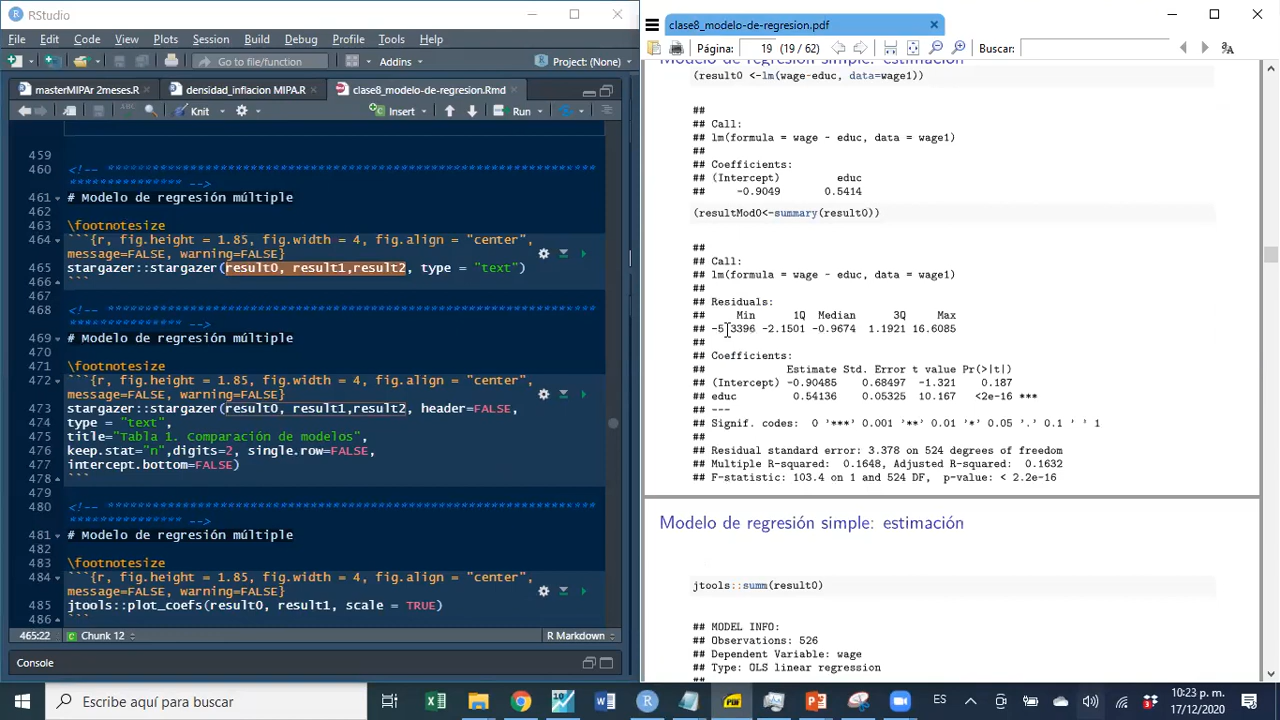 RStudio
File Edit Code View Plots Session Build Debug Profile Tools Help
Go to file/function Addins Project: (None)
cod_inflacion MIPA.R clase8_modelo-de-regresion.Rmd
Knit Insert Run
459
460 <!-- ************************************************************
*************** -->
461 # Modelo de regresión múltiple
462
463 \footnotesize
464 ```{r, fig.height = 1.85, fig.width = 4, fig.align = "center",
message=FALSE, warning=FALSE}
465 stargazer::stargazer(result0, result1,result2, type = "text")
466 ```
467
468 <!-- ************************************************************
*************** -->
469 # Modelo de regresión múltiple
470
471 \footnotesize
472 ```{r, fig.height = 1.85, fig.width = 4, fig.align = "center",
message=FALSE, warning=FALSE}
473 stargazer::stargazer(result0, result1,result2, header=FALSE,
474 type = "text",
475 title="Tabla 1. Comparación de modelos",
476 keep.stat="n",digits=2, single.row=FALSE,
477 intercept.bottom=FALSE)
478 ```
479
480 <!-- ************************************************************
*************** -->
481 # Modelo de regresión múltiple
482
483 \footnotesize
484 ```{r, fig.height = 1.85, fig.width = 4, fig.align = "center",
message=FALSE, warning=FALSE}
485 jtools::plot_coefs(result0, result1, scale = TRUE)
486 ```
465:22 Chunk 12 R Markdown
Console
clase8_modelo-de-regresion.pdf
Página: 19 (19 / 62) Buscar:
Modelo de regresión simple: estimación
(result0 <-lm(wage~educ, data=wage1))
##
## Call:
## lm(formula = wage ~ educ, data = wage1)
##
## Coefficients:
## (Intercept) educ
## -0.9049 0.5414
(resultMod0<-summary(result0))
##
## Call:
## lm(formula = wage ~ educ, data = wage1)
##
## Residuals:
## Min 1Q Median 3Q Max
## -5.3396 -2.1501 -0.9674 1.1921 16.6085
##
## Coefficients:
## Estimate Std. Error t value Pr(>|t|)
## (Intercept) -0.90485 0.68497 -1.321 0.187
## educ 0.54136 0.05325 10.167 <2e-16 ***
## ---
## Signif. codes: 0 '***' 0.001 '**' 0.01 '*' 0.05 '.' 0.1 ' ' 1
##
## Residual standard error: 3.378 on 524 degrees of freedom
## Multiple R-squared: 0.1648, Adjusted R-squared: 0.1632
## F-statistic: 103.4 on 1 and 524 DF, p-value: < 2.2e-16
Modelo de regresión simple: estimación
jtools::summ(result0)
## MODEL INFO:
## Observations: 526
## Dependent Variable: wage
## Type: OLS linear regression
##
Escribe aquí para buscar
ES 10:23 p. m.
17/12/2020